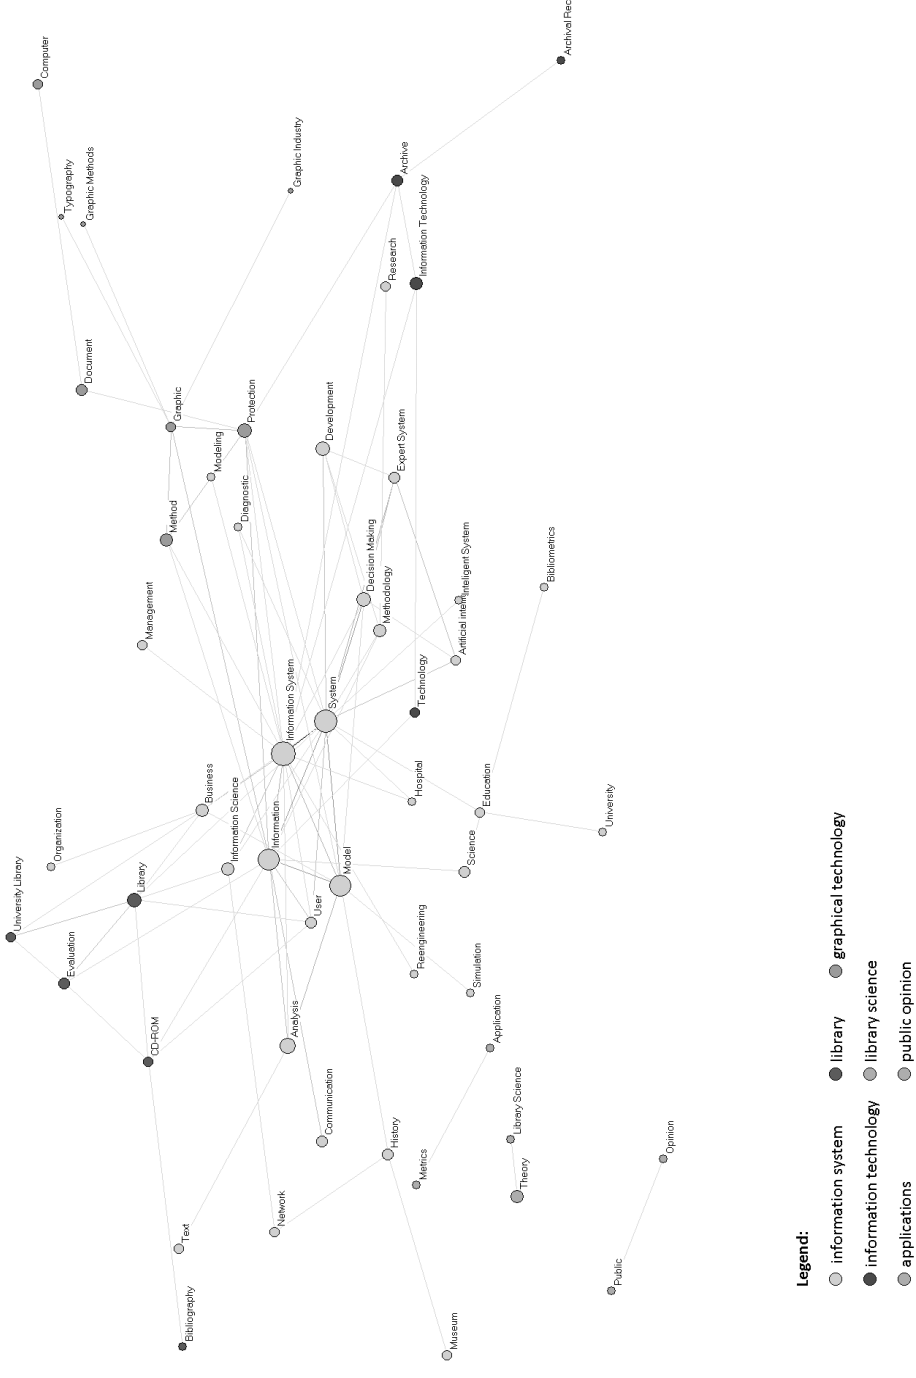 Computer
Typography
Graphic Methods
Graphic Industry
Archive
Information Technology
Research
Document
Graphic
Protection
Modeling
Diagnostic
Method
Development
Expert System
Decision Making
Methodology
Inteligent System
Artificial inteli
Bibliometrics
Management
Information System
System
Technology
Hospital
Education
University
Science
Business
Information Science
Information
Model
User
Organization
University Library
Library
Evaluation
CD-ROM
Analysis
Reengineering
Simulation
Application
Communication
History
Metrics
Library Science
Theory
Opinion
Public
Network
Text
Bibliography
Museum
Archival Rec
Legend:
information system
library
graphical technology
information technology
library science
applications
public opinion